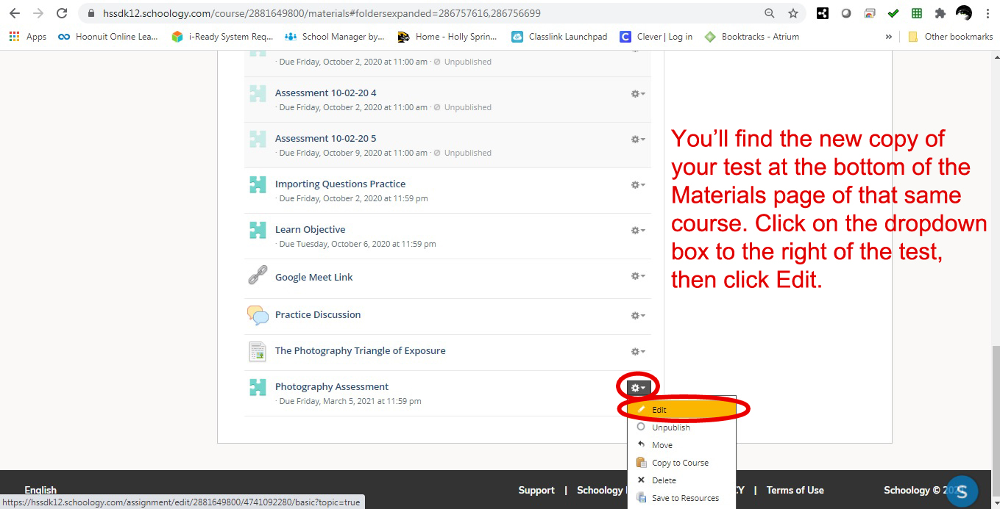 hssdk12.schoology.com/course/2881649800/materials#foldersexpanded=286757616,286756699
Apps Hoonuit Online Lea... i-Ready System Req... School Manager by... Home - Holly Sprin... Classlink Launchpad Clever | Log in Booktracks - Atrium » Other bookmarks
· Due Friday, October 2, 2020 at 11:00 am · Unpublished
Assessment 10-02-20 4
· Due Friday, October 2, 2020 at 11:00 am · Unpublished
Assessment 10-02-20 5
· Due Friday, October 9, 2020 at 11:00 am · Unpublished
Importing Questions Practice
· Due Friday, October 2, 2020 at 11:59 pm
Learn Objective
· Due Tuesday, October 6, 2020 at 11:59 pm
Google Meet Link
Practice Discussion
The Photography Triangle of Exposure
Photography Assessment
· Due Friday, March 5, 2021 at 11:59 pm
You’ll find the new copy of
your test at the bottom of the
Materials page of that same
course. Click on the dropdown
box to the right of the test,
then click Edit.
Edit
Unpublish
Move
Copy to Course
Delete
Save to Resources
English Support | Schoology | Terms of Use Schoology ©
S
https://hssdk12.schoology.com/assignment/edit/2881649800/4741092280/basic?topic=true